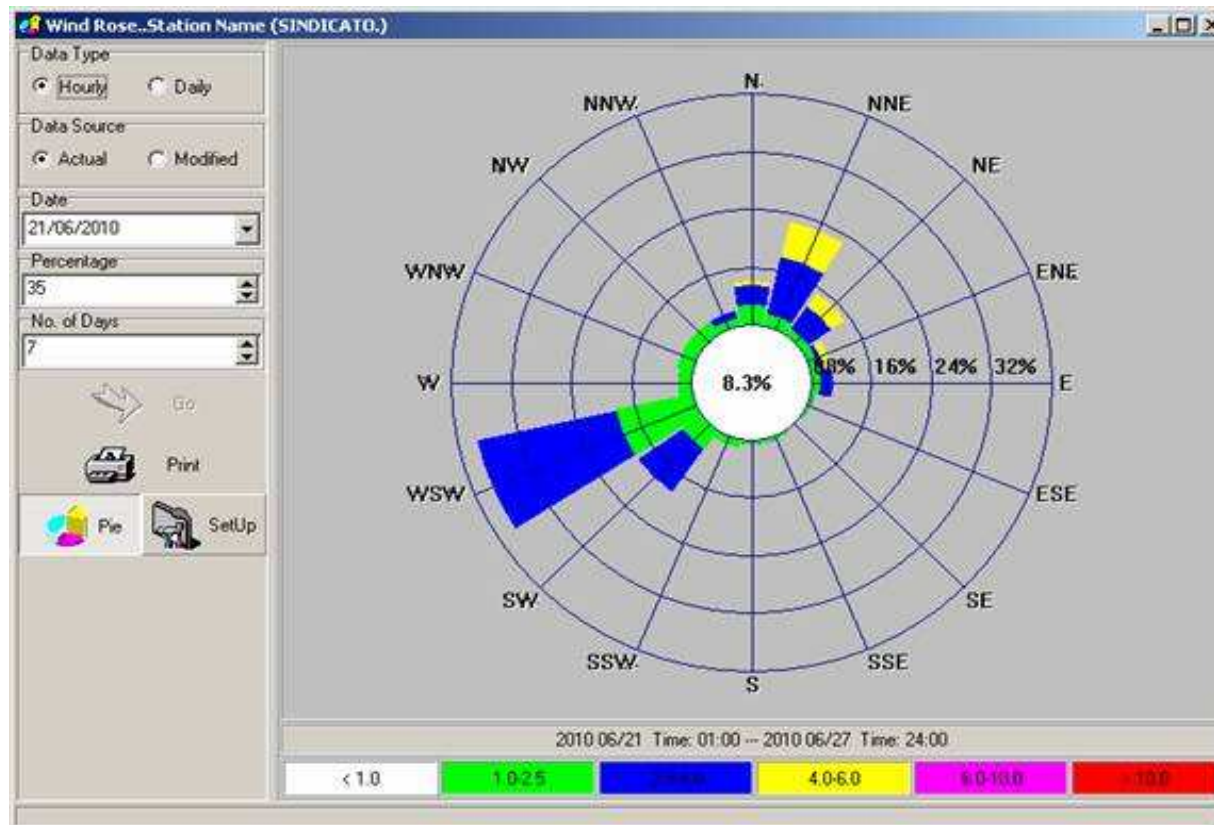 Wind Rose..Station Name (SINDICATO.)
Data Type
Hourly Daily
Data Source
Actual Modified
Date
21/06/2010
Percentage
35
No. of Days
7
Go
Print
Pie SetUp
N.
NNW. NNE
NW. NE
WNW. ENE
8% 16% 24% 32%
W 8.3% E
WSW. ESE
SW. SE
SSW. SSE
S
2010 06/21 Time: 01:00 --- 2010 06/27 Time: 24:00
< 1.0 1.0-2.5 4.0-6.0 6.0-10.0 > 10.0